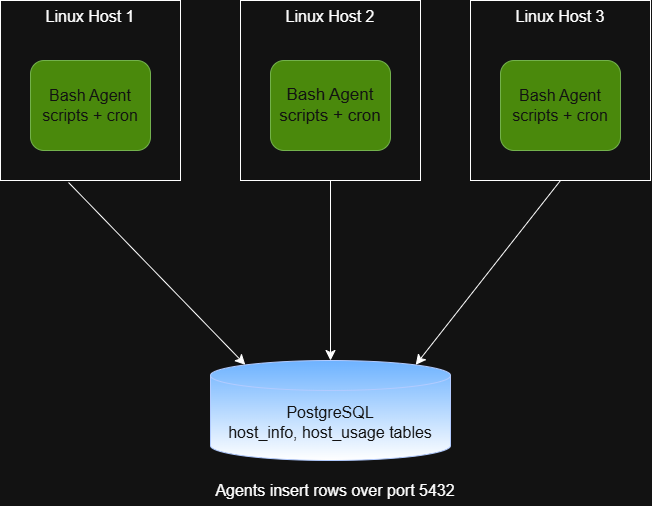 Linux Host 1
Linux Host 2
Linux Host 3
Bash Agent
scripts + cron
Bash Agent
scripts + cron
Bash Agent
scripts + cron
PostgreSQL
host_info, host_usage tables
Agents insert rows over port 5432